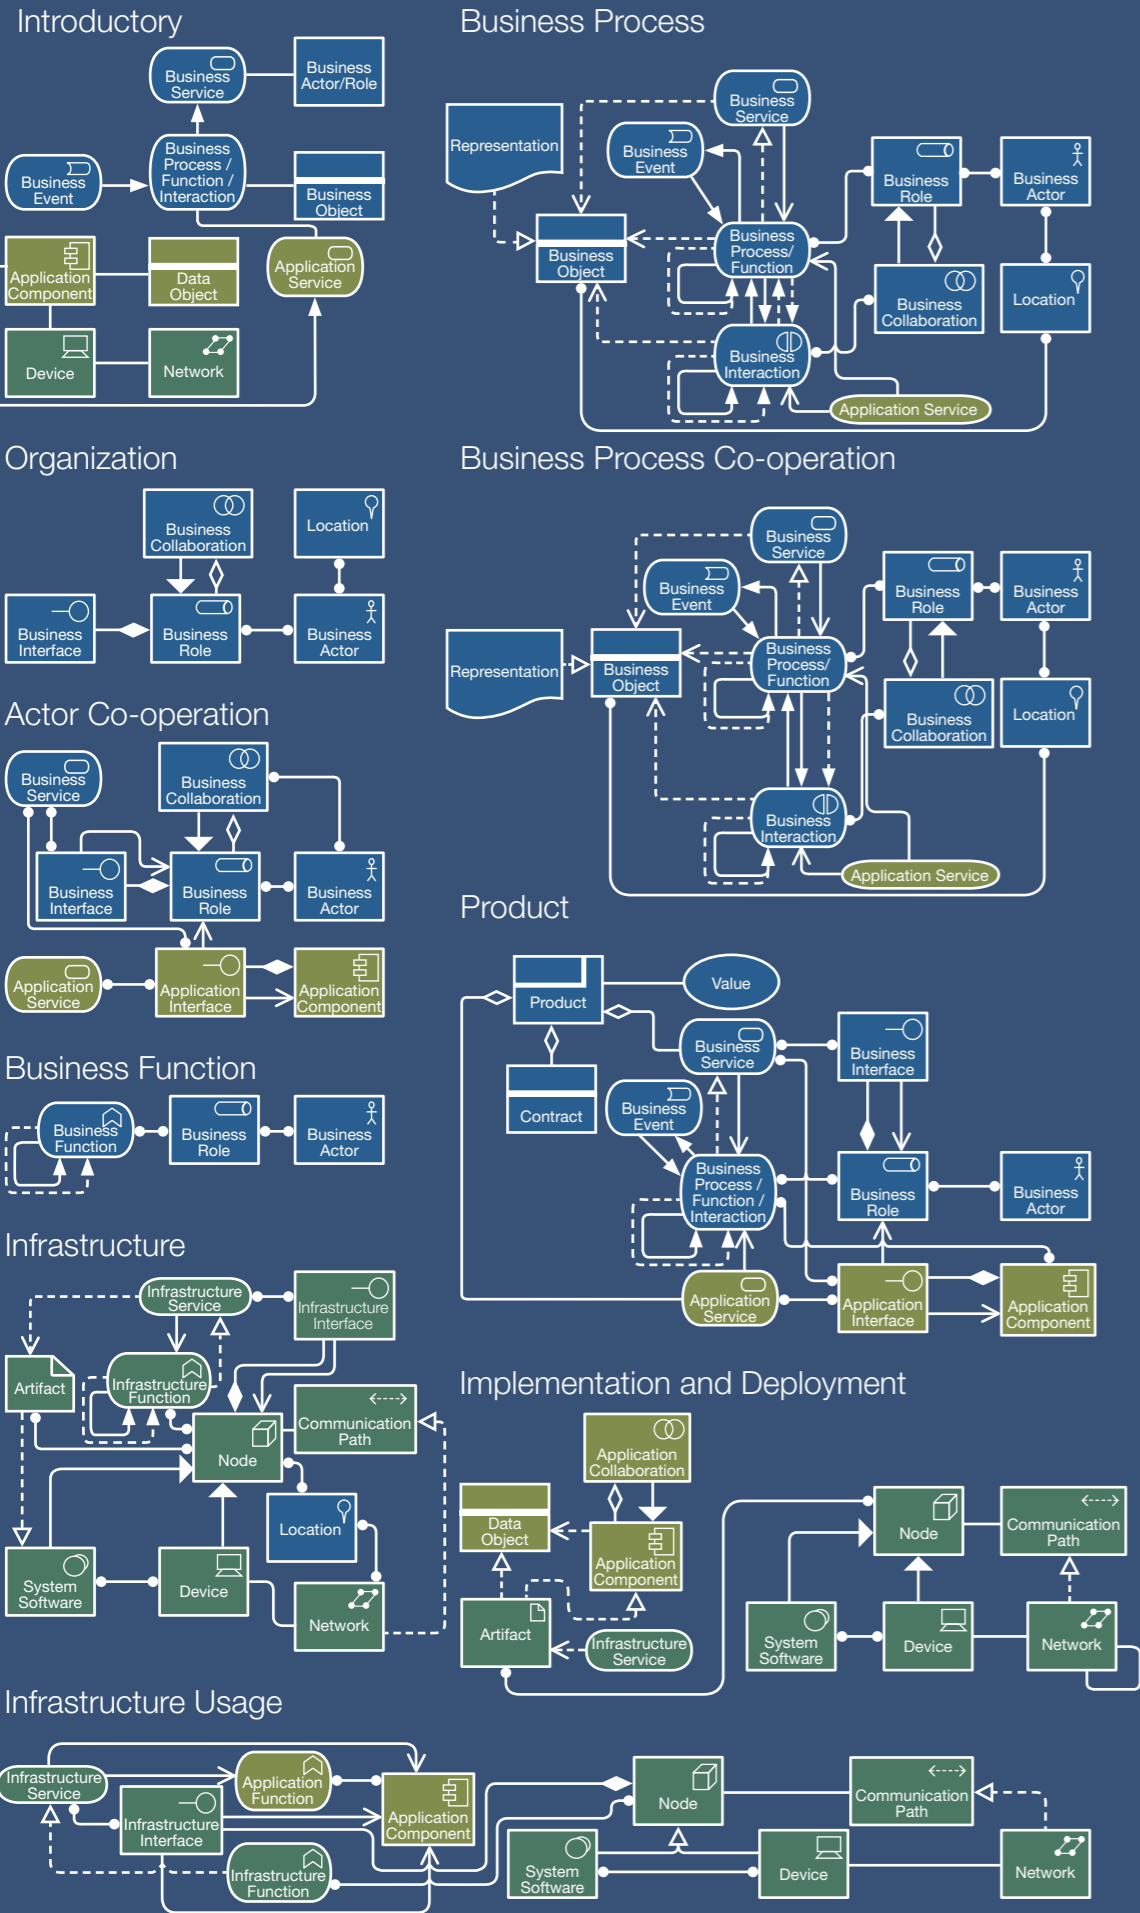 Introductory
Business
Service
Business
Actor/Role
Business
Process /
Function /
Interaction
Business
Event
Business
Object
Application
Component
Data
Object
Application
Service
Device
Network
Business Process
Representation
Business
Service
Business
Event
Business
Role
Business
Actor
Business
Object
Business
Process/
Function
Business
Collaboration
Location
Business
Interaction
Application Service
Organization
Business
Collaboration
Location
Business
Interface
Business
Role
Business
Actor
Business Process Co-operation
Business
Service
Business
Event
Business
Role
Business
Actor
Representation
Business
Object
Business
Process/
Function
Business
Collaboration
Location
Business
Interaction
Application Service
Actor Co-operation
Business
Service
Business
Collaboration
Business
Interface
Business
Role
Business
Actor
Application
Service
Application
Interface
Application
Component
Product
Product
Value
Business
Service
Business
Interface
Contract
Business
Event
Business
Process /
Function /
Interaction
Business
Role
Business
Actor
Application
Service
Application
Interface
Application
Component
Business Function
Business
Function
Business
Role
Business
Actor
Infrastructure
Infrastructure
Service
Infrastructure
Interface
Artifact
Infrastructure
Function
Communication
Path
Node
Location
System
Software
Device
Network
Implementation and Deployment
Application
Collaboration
Data
Object
Application
Component
Node
Communication
Path
Artifact
Infrastructure
Service
System
Software
Device
Network
Infrastructure Usage
Infrastructure
Service
Application
Function
Infrastructure
Interface
Application
Component
Infrastructure
Function
Node
Communication
Path
System
Software
Device
Network